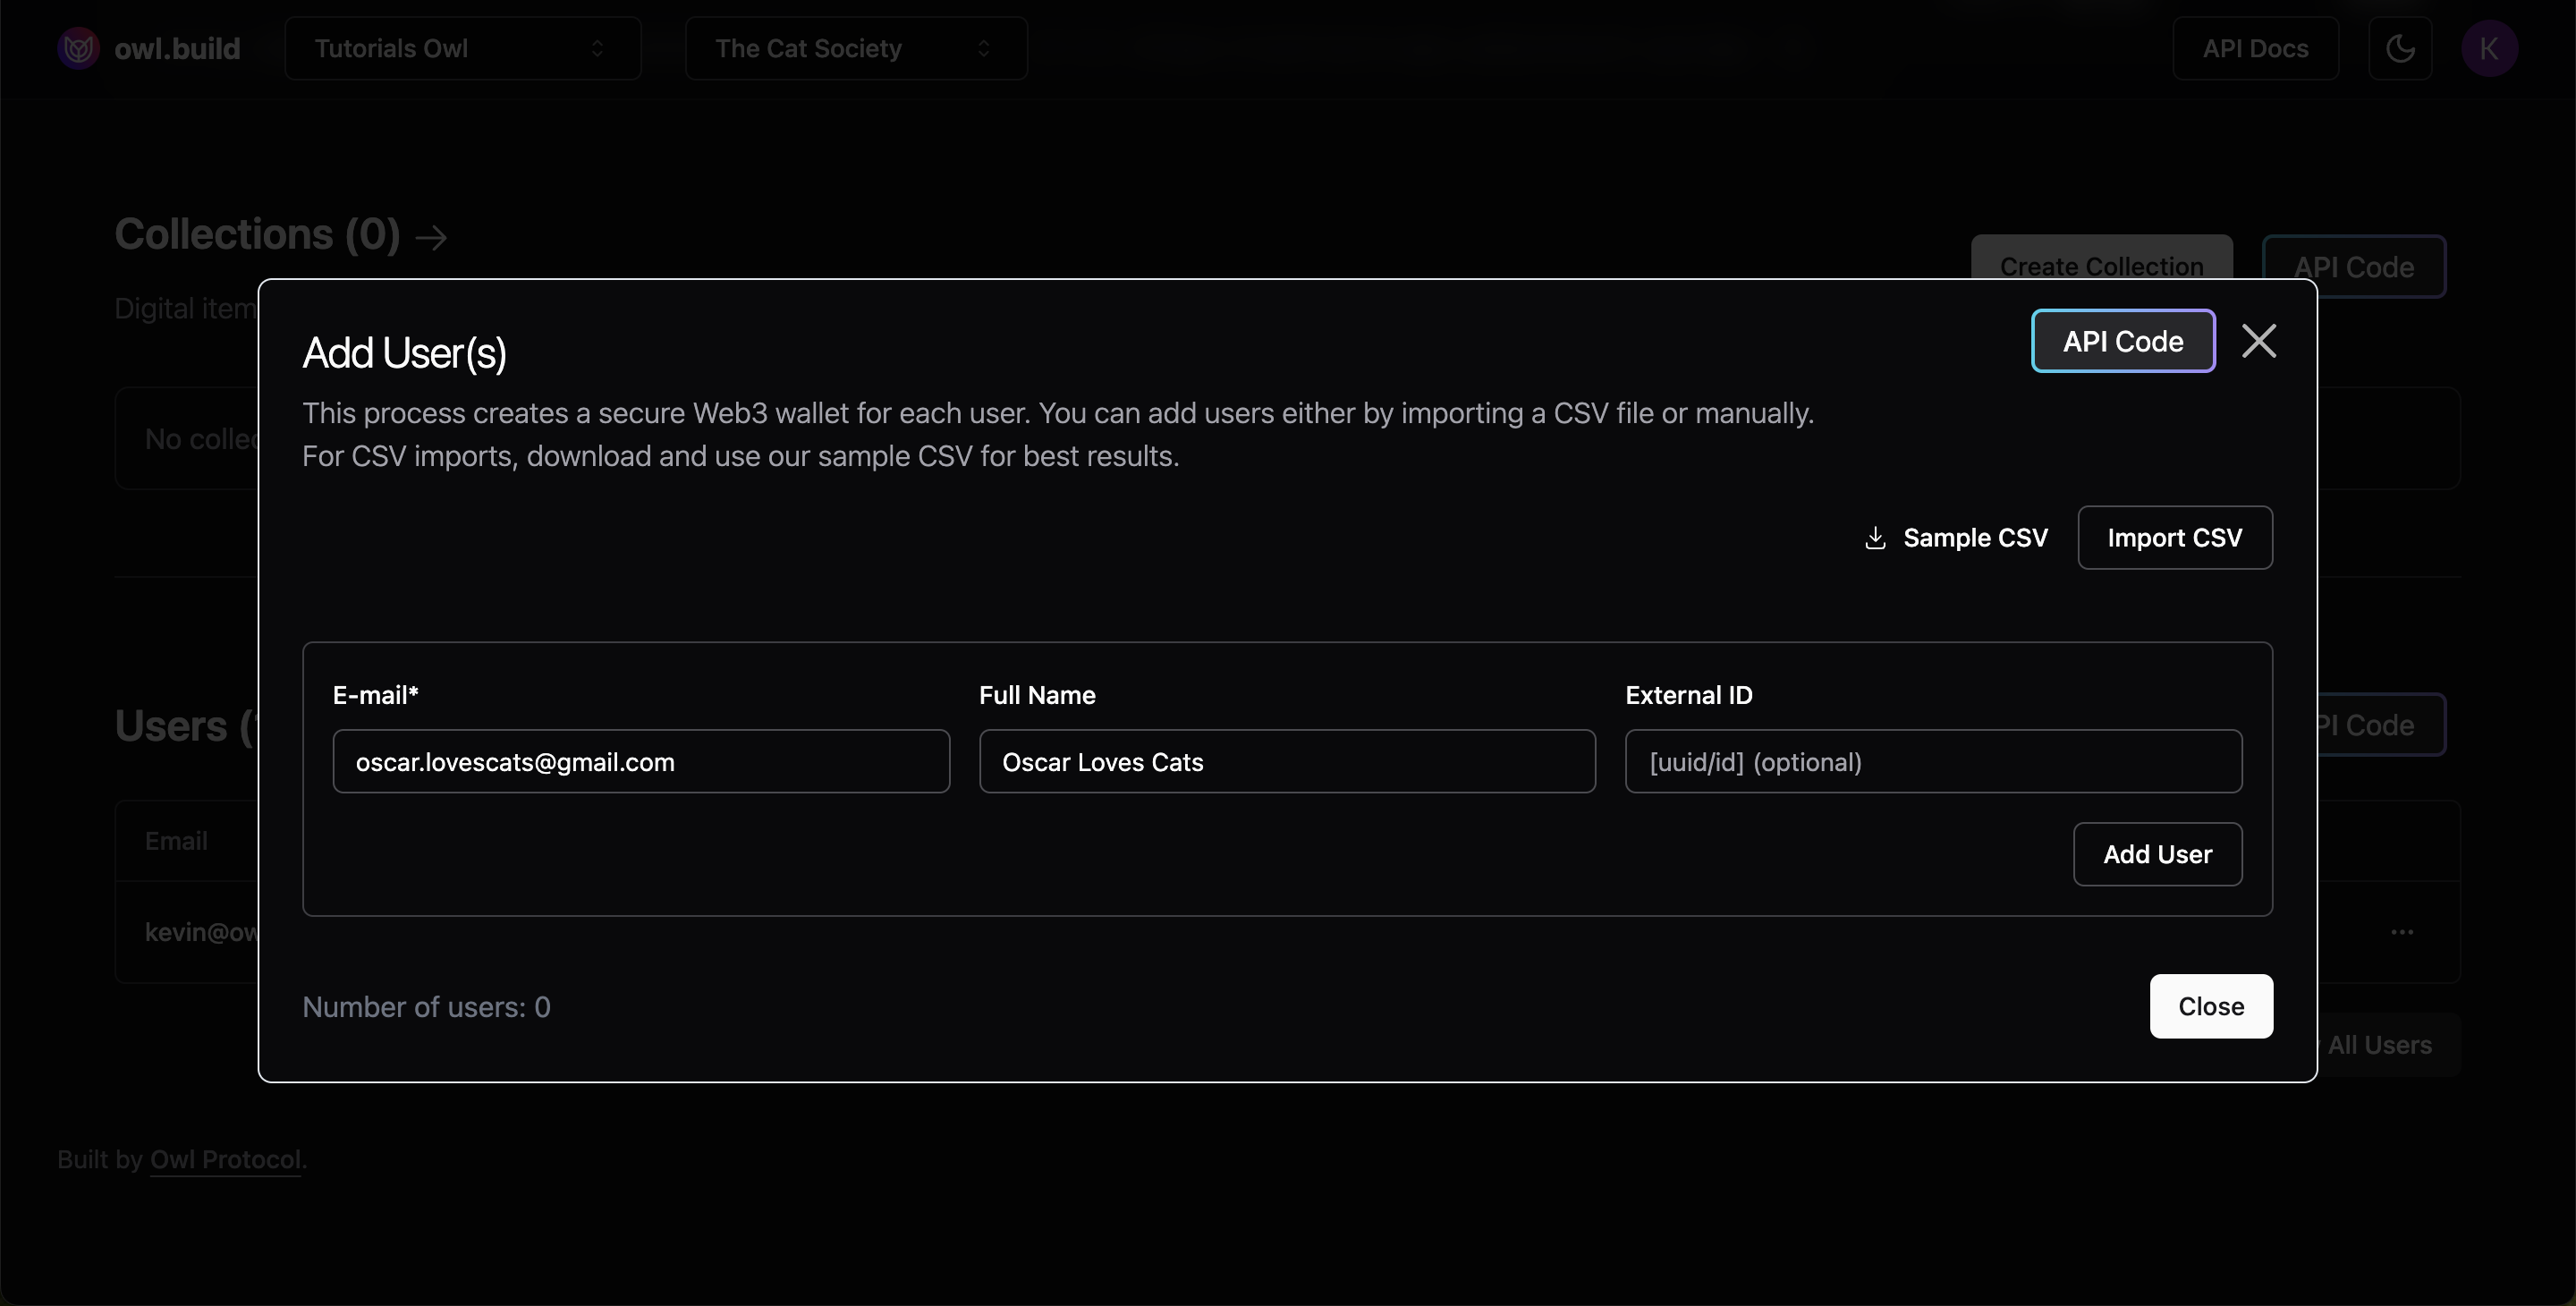 owl.build
Tutorials Owl
The Cat Society
API Docs
K
Collections (0) →
Create Collection
API Code
Digital item
No collec
Add User(s)
API Code
This process creates a secure Web3 wallet for each user. You can add users either by importing a CSV file or manually.
For CSV imports, download and use our sample CSV for best results.
Sample CSV
Import CSV
E-mail*
Full Name
External ID
oscar.lovescats@gmail.com
Oscar Loves Cats
[uuid/id] (optional)
Add User
Number of users: 0
Close
Users (
PI Code
Email
kevin@ow
All Users
Built by Owl Protocol.